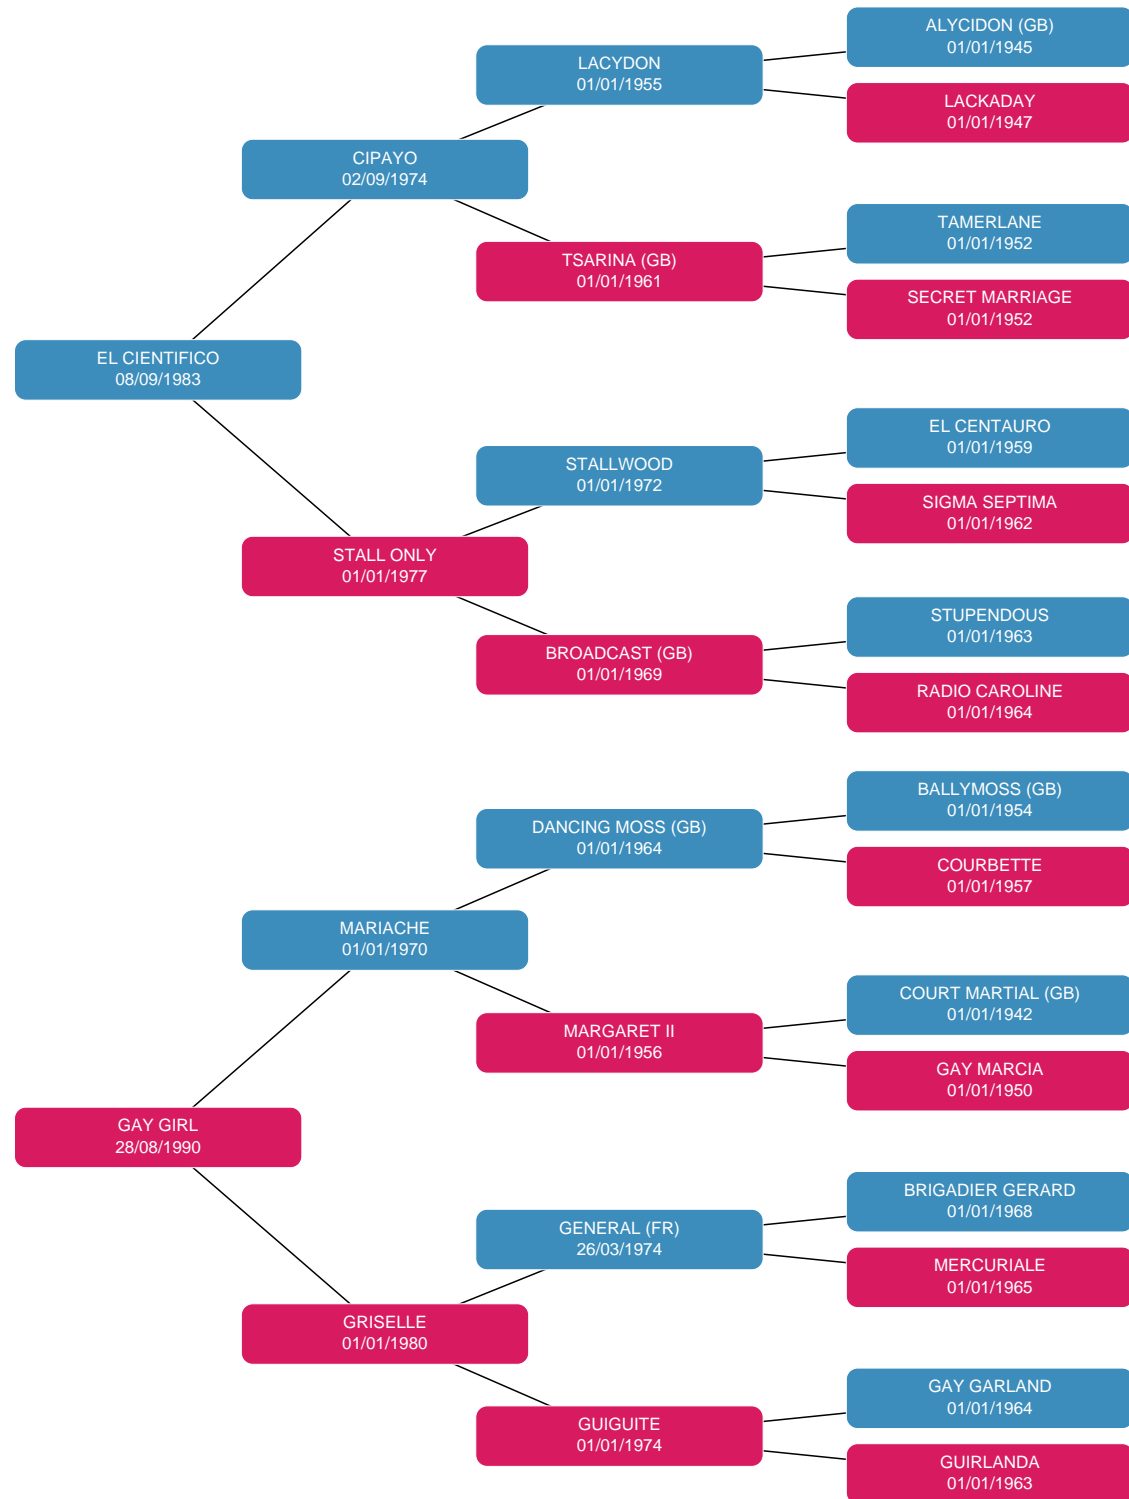 ALYCIDON (GB)
01/01/1945
LACYDON
01/01/1955
LACKADAY
01/01/1947
CIPAYO
02/09/1974
TAMERLANE
01/01/1952
TSARINA (GB)
01/01/1961
SECRET MARRIAGE
01/01/1952
EL CIENTIFICO
08/09/1983
EL CENTAURO
01/01/1959
STALLWOOD
01/01/1972
SIGMA SEPTIMA
01/01/1962
STALL ONLY
01/01/1977
STUPENDOUS
01/01/1963
BROADCAST (GB)
01/01/1969
RADIO CAROLINE
01/01/1964
BALLYMOSS (GB)
01/01/1954
DANCING MOSS (GB)
01/01/1964
COURBETTE
01/01/1957
MARIACHE
01/01/1970
COURT MARTIAL (GB)
01/01/1942
MARGARET II
01/01/1956
GAY MARCIA
01/01/1950
GAY GIRL
28/08/1990
BRIGADIER GERARD
01/01/1968
GENERAL (FR)
26/03/1974
MERCURIALE
01/01/1965
GRISELLE
01/01/1980
GAY GARLAND
01/01/1964
GUIGUITE
01/01/1974
GUIRLANDA
01/01/1963